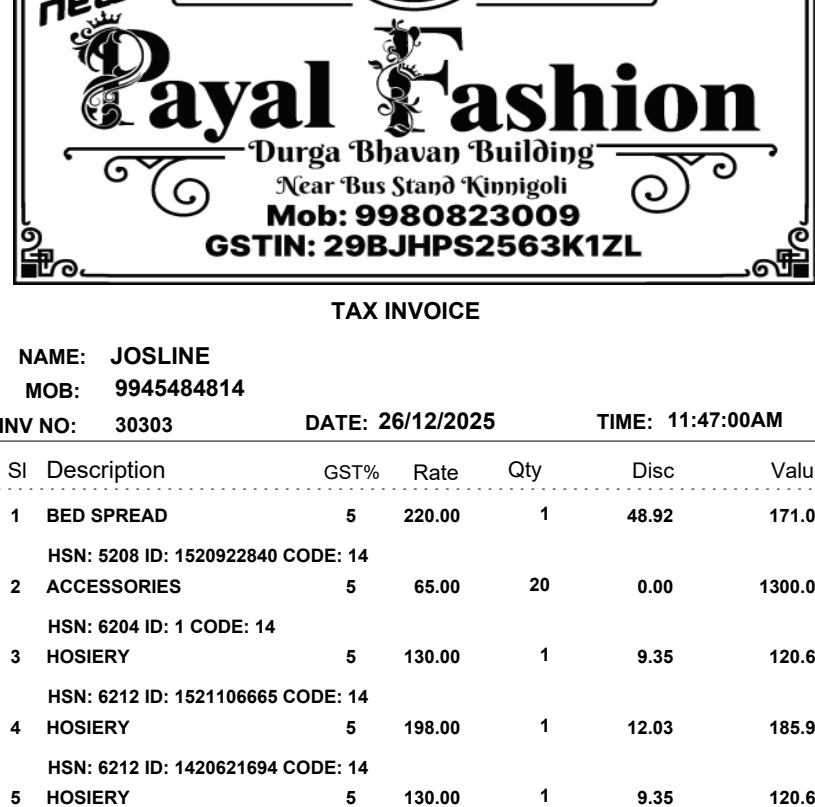 new
Payal Fashion
Durga Bhavan Building
Near Bus Stand Kinnigoli
Mob: 9980823009
GSTIN: 29BJHPS2563K1ZL
TAX INVOICE
NAME: JOSLINE
MOB: 9945484814
INV NO: 30303 DATE: 26/12/2025 TIME: 11:47:00AM
Sl Description GST% Rate Qty Disc Valu
1 BED SPREAD 5 220.00 1 48.92 171.0
HSN: 5208 ID: 1520922840 CODE: 14
2 ACCESSORIES 5 65.00 20 0.00 1300.0
HSN: 6204 ID: 1 CODE: 14
3 HOSIERY 5 130.00 1 9.35 120.6
HSN: 6212 ID: 1521106665 CODE: 14
4 HOSIERY 5 198.00 1 12.03 185.9
HSN: 6212 ID: 1420621694 CODE: 14
5 HOSIERY 5 130.00 1 9.35 120.6